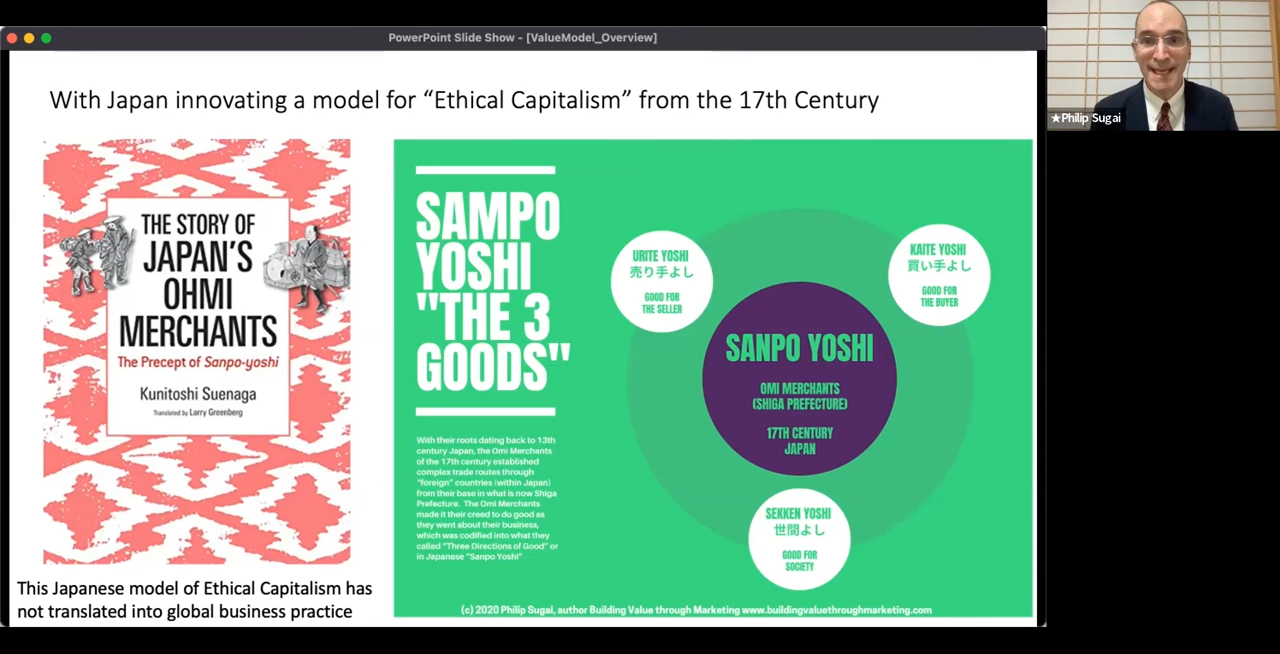 PowerPoint Slide Show - [ValueModel_Overview]
With Japan innovating a model for “Ethical Capitalism” from the 17th Century
THE STORY OF
JAPAN’S
OHMI
MERCHANTS
The Precept of Sanpo-yoshi
Kunitoshi Suenaga
Translated by Larry Greenberg
This Japanese model of Ethical Capitalism has
not translated into global business practice
SAMPO
YOSHI
"THE 3
GOODS"
With their roots dating back to 13th
century Japan, the Omi Merchants
of the 17th century established
complex trade routes through
"foreign" countries (within Japan)
from their base in what is now Shiga
Prefecture. The Omi Merchants
made it their creed to do good as
they went about their business,
which was codified into what they
called "Three Directions of Good" or
in Japanese "Sanpo Yoshi"
URITE YOSHI
売り手よし
GOOD FOR
THE SELLER
KAITE YOSHI
買い手よし
GOOD FOR
THE BUYER
SANPO YOSHI
OMI MERCHANTS
(SHIGA PREFECTURE)
17TH CENTURY
JAPAN
SEKKEN YOSHI
世間よし
GOOD FOR
SOCIETY
(c) 2020 Philip Sugai, author Building Value through Marketing www.buildingvaluethroughmarketing.com
★Philip Sugai